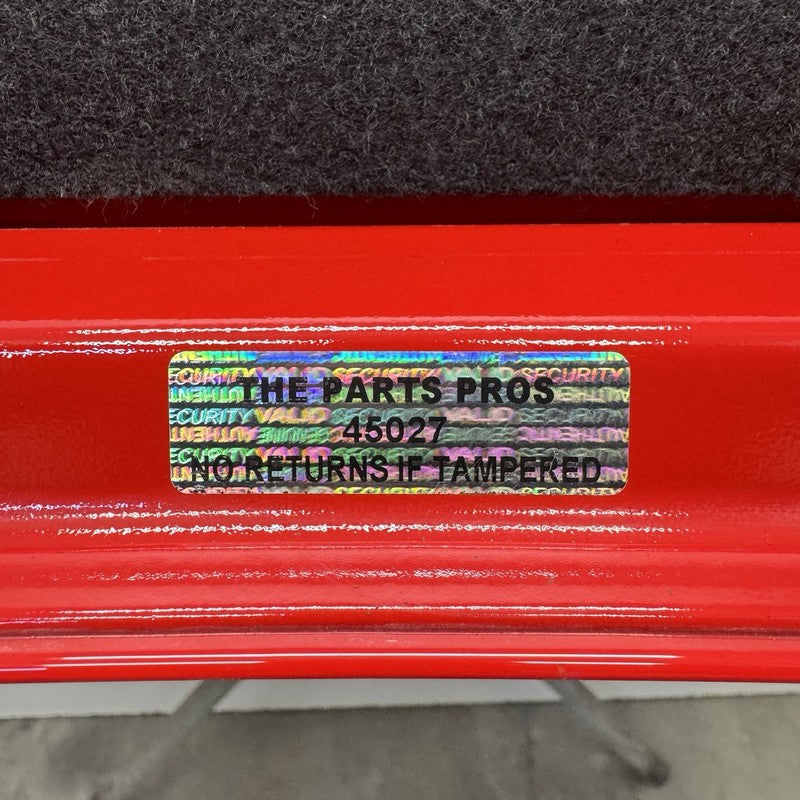 THE PARTS PROS
45027
NO RETURNS IF TAMPERED